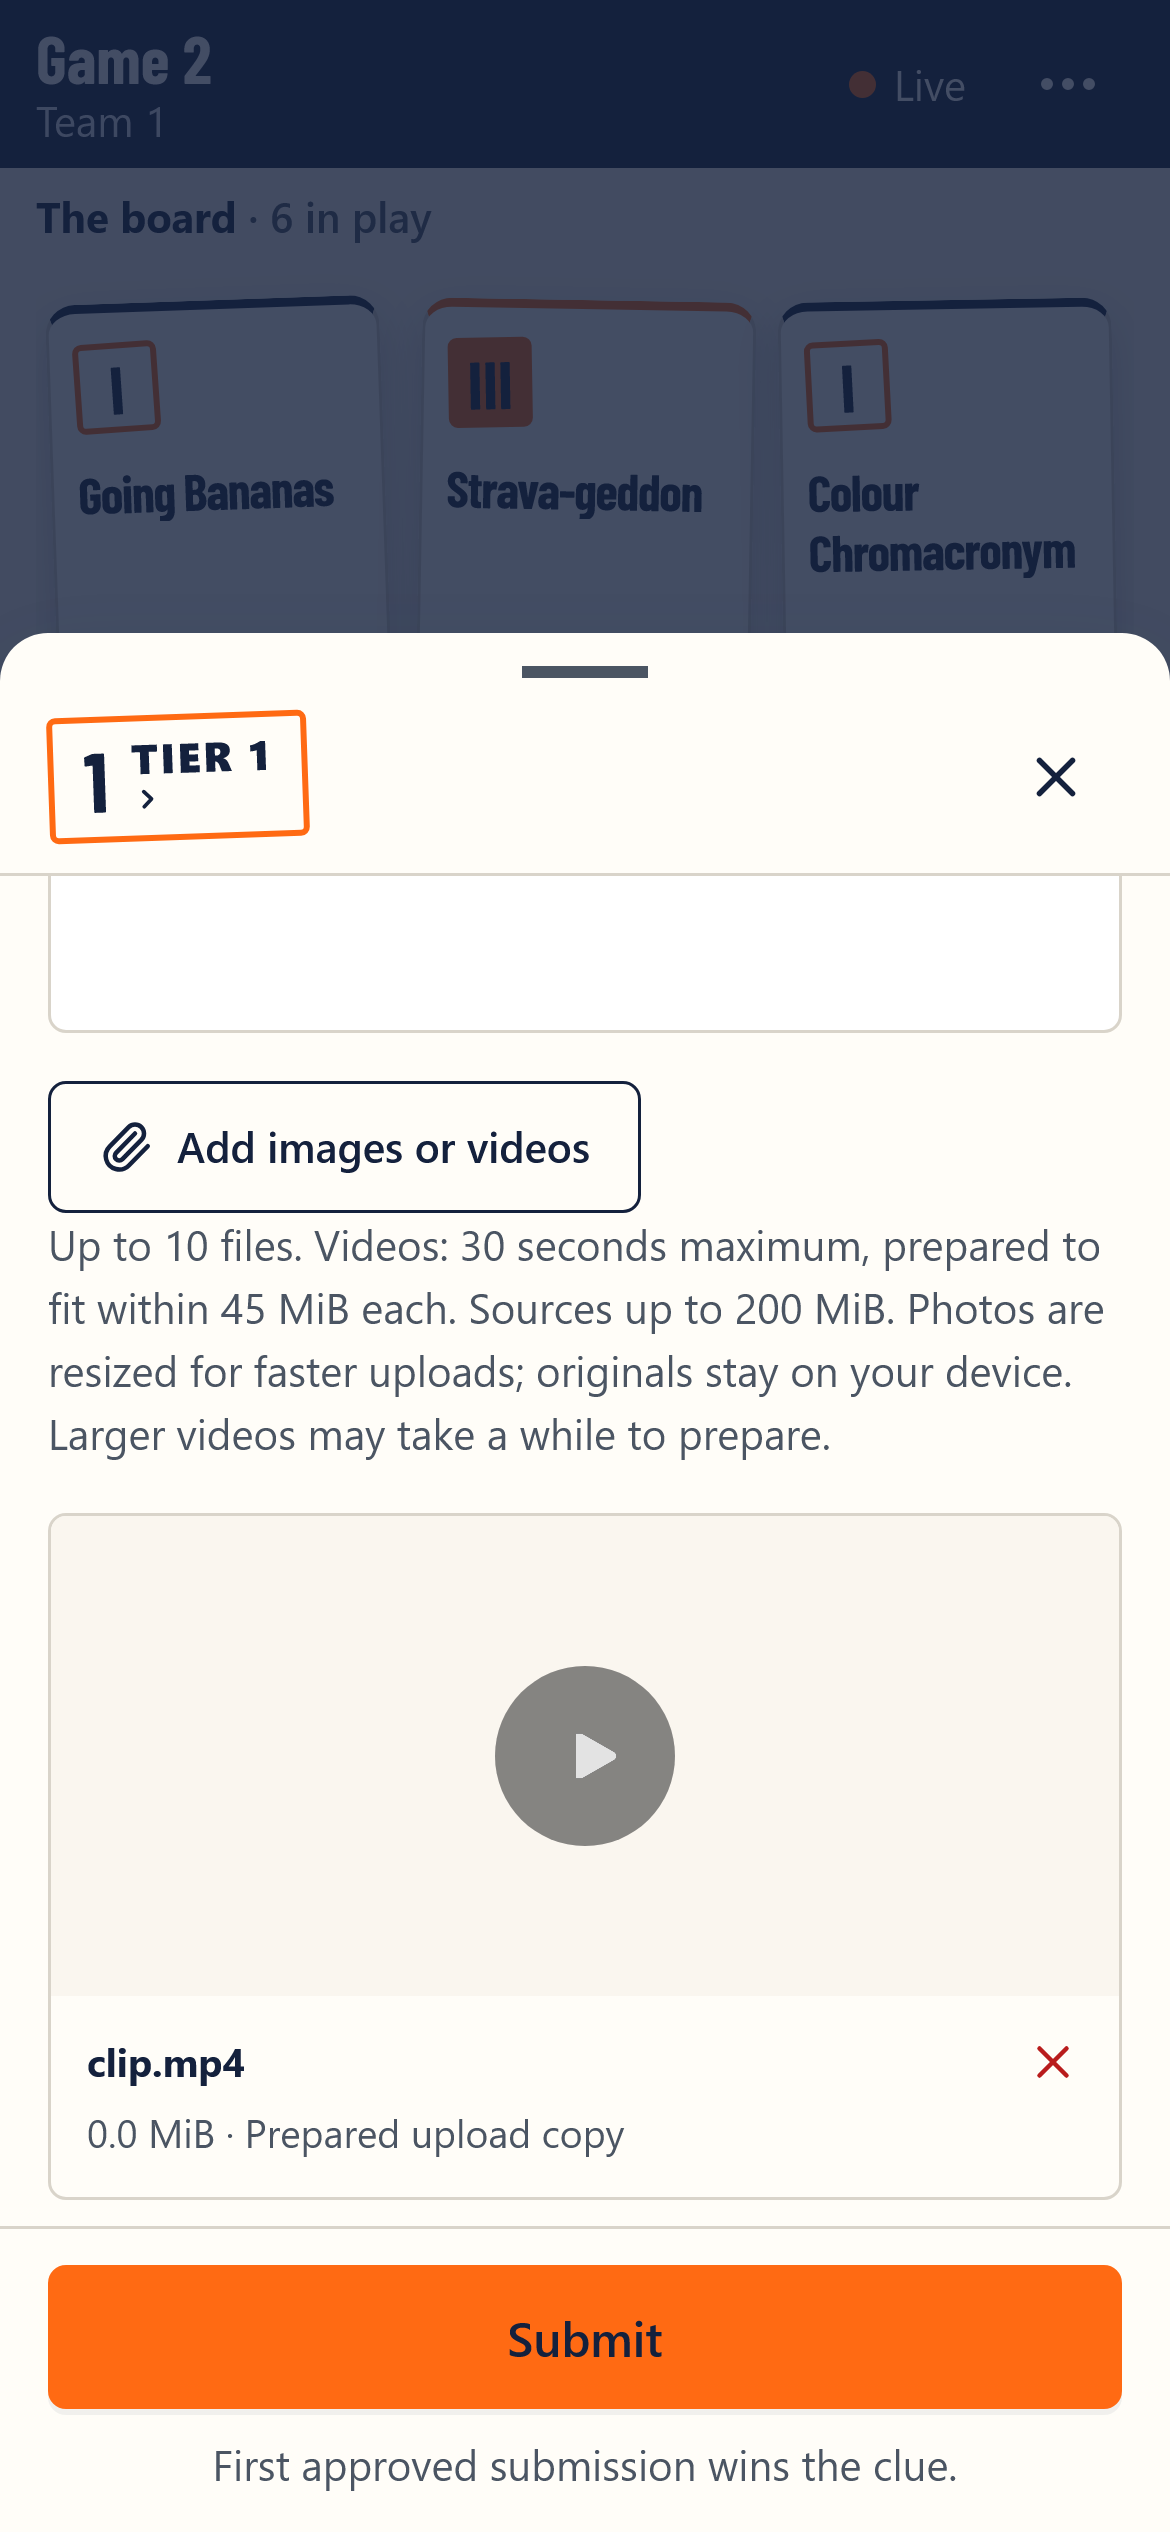 Game 2
Team 1
Live
The board · 6 in play
I
Going Bananas
III
Strava-geddon
I
Colour
Chromacronym
1 TIER 1
Add images or videos
Up to 10 files. Videos: 30 seconds maximum, prepared to
fit within 45 MiB each. Sources up to 200 MiB. Photos are
resized for faster uploads; originals stay on your device.
Larger videos may take a while to prepare.
clip.mp4
0.0 MiB · Prepared upload copy
Submit
First approved submission wins the clue.